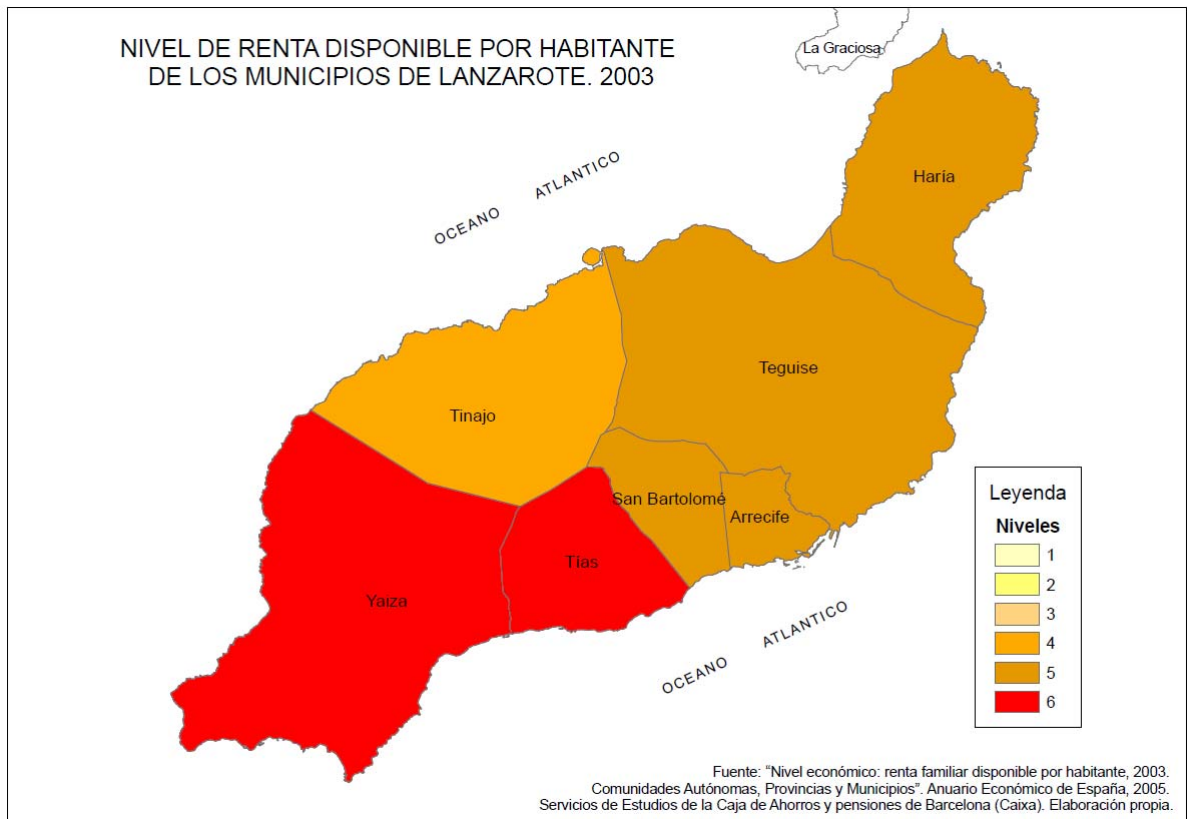 NIVEL DE RENTA DISPONIBLE POR HABITANTE
DE LOS MUNICIPIOS DE LANZAROTE. 2003
La Graciosa
OCEANO ATLANTICO
Haría
Teguise
Tinajo
San Bartolomé
Arrecife
Tías
Yaiza
OCEANO ATLANTICO
Leyenda
Niveles
1
2
3
4
5
6
Fuente: “Nivel económico: renta familiar disponible por habitante, 2003.
Comunidades Autónomas, Provincias y Municipios”. Anuario Económico de España, 2005.
Servicios de Estudios de la Caja de Ahorros y pensiones de Barcelona (Caixa). Elaboración propia.